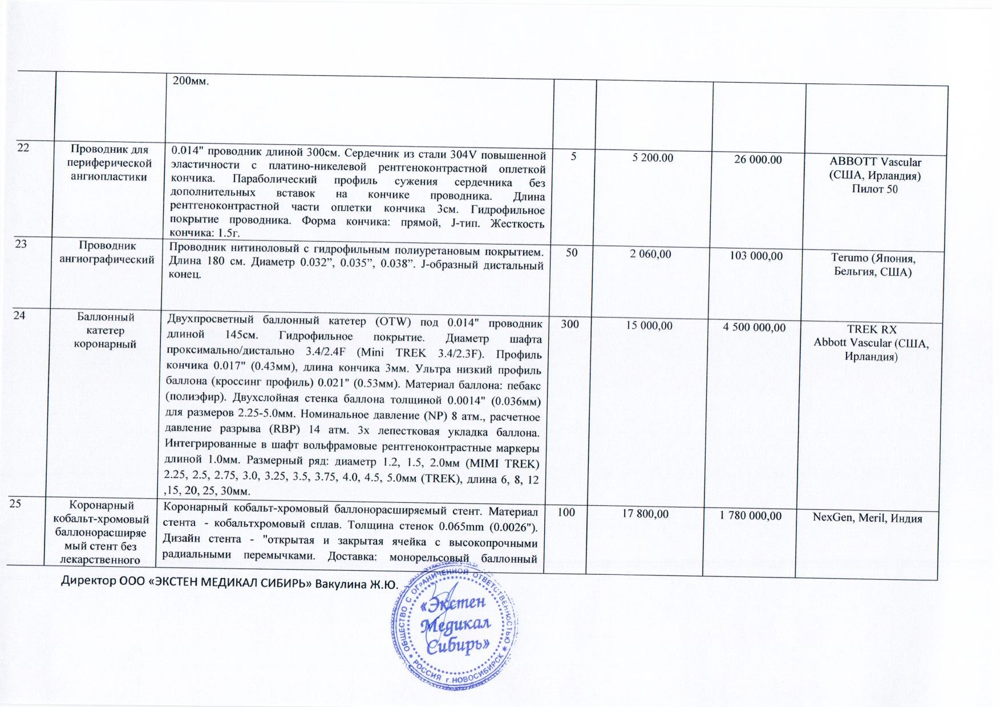 200мм.
22
Проводник для
периферической
ангиопластики
0.014" проводник длиной 300см. Сердечник из стали 304V повышенной
эластичности с платино-никелевой рентгеноконтрастной оплеткой
кончика. Параболический профиль сужения сердечника без
дополнительных вставок на кончике проводника. Длина
рентгеноконтрастной части оплетки кончика 3см. Гидрофильное
покрытие проводника. Форма кончика: прямой, J-тип. Жесткость
кончика: 1.5г.
5
5 200.00
26 000.00
ABBOTT Vascular
(США, Ирландия)
Пилот 50
23
Проводник
ангиографический
Проводник нитиноловый с гидрофильным полиуретановым покрытием.
Длина 180 см. Диаметр 0.032”, 0.035”, 0.038”. J-образный дистальный
конец.
50
2 060,00
103 000,00
Terumo (Япония,
Бельгия, США)
24
Баллонный
катетер
коронарный
Двухпросветный баллонный катетер (OTW) под 0.014" проводник
длиной 145см. Гидрофильное покрытие. Диаметр шафта
проксимально/дистально 3.4/2.4F (Mini TREK 3.4/2.3F). Профиль
кончика 0.017" (0.43мм), длина кончика 3мм. Ультра низкий профиль
баллона (кроссинг профиль) 0.021" (0.53мм). Материал баллона: пебакс
(полиэфир). Двухслойная стенка баллона толщиной 0.0014" (0.036мм)
для размеров 2.25-5.0мм. Номинальное давление (NP) 8 атм., расчетное
давление разрыва (RBP) 14 атм. 3х лепестковая укладка баллона.
Интегрированные в шафт вольфрамовые рентгеноконтрастные маркеры
длиной 1.0мм. Размерный ряд: диаметр 1.2, 1.5, 2.0мм (MIMI TREK)
2.25, 2.5, 2.75, 3.0, 3.25, 3.5, 3.75, 4.0, 4.5, 5.0мм (TREK), длина 6, 8, 12
,15, 20, 25, 30мм.
300
15 000,00
4 500 000,00
TREK RX
Abbott Vascular (США,
Ирландия)
25
Коронарный
кобальт-хромовый
баллонорасширяе
мый стент без
лекарственного
Коронарный кобальт-хромовый баллонорасширяемый стент. Материал
стента - кобальтхромовый сплав. Толщина стенок 0.065mm (0.0026").
Дизайн стента - "открытая и закрытая ячейка с высокопрочными
радиальными перемычками. Доставка: монорельсовый баллонный
100
17 800,00
1 780 000,00
NexGen, Meril, Индия
Директор ООО «ЭКСТЕН МЕДИКАЛ СИБИРЬ» Вакулина Ж.Ю.
ОБЩЕСТВО С ОГРАНИЧЕННОЙ ОТВЕТСТВЕННОСТЬЮ
«Экстен
Медикал
Сибирь»
* РОССИЯ г.НОВОСИБИРСК *